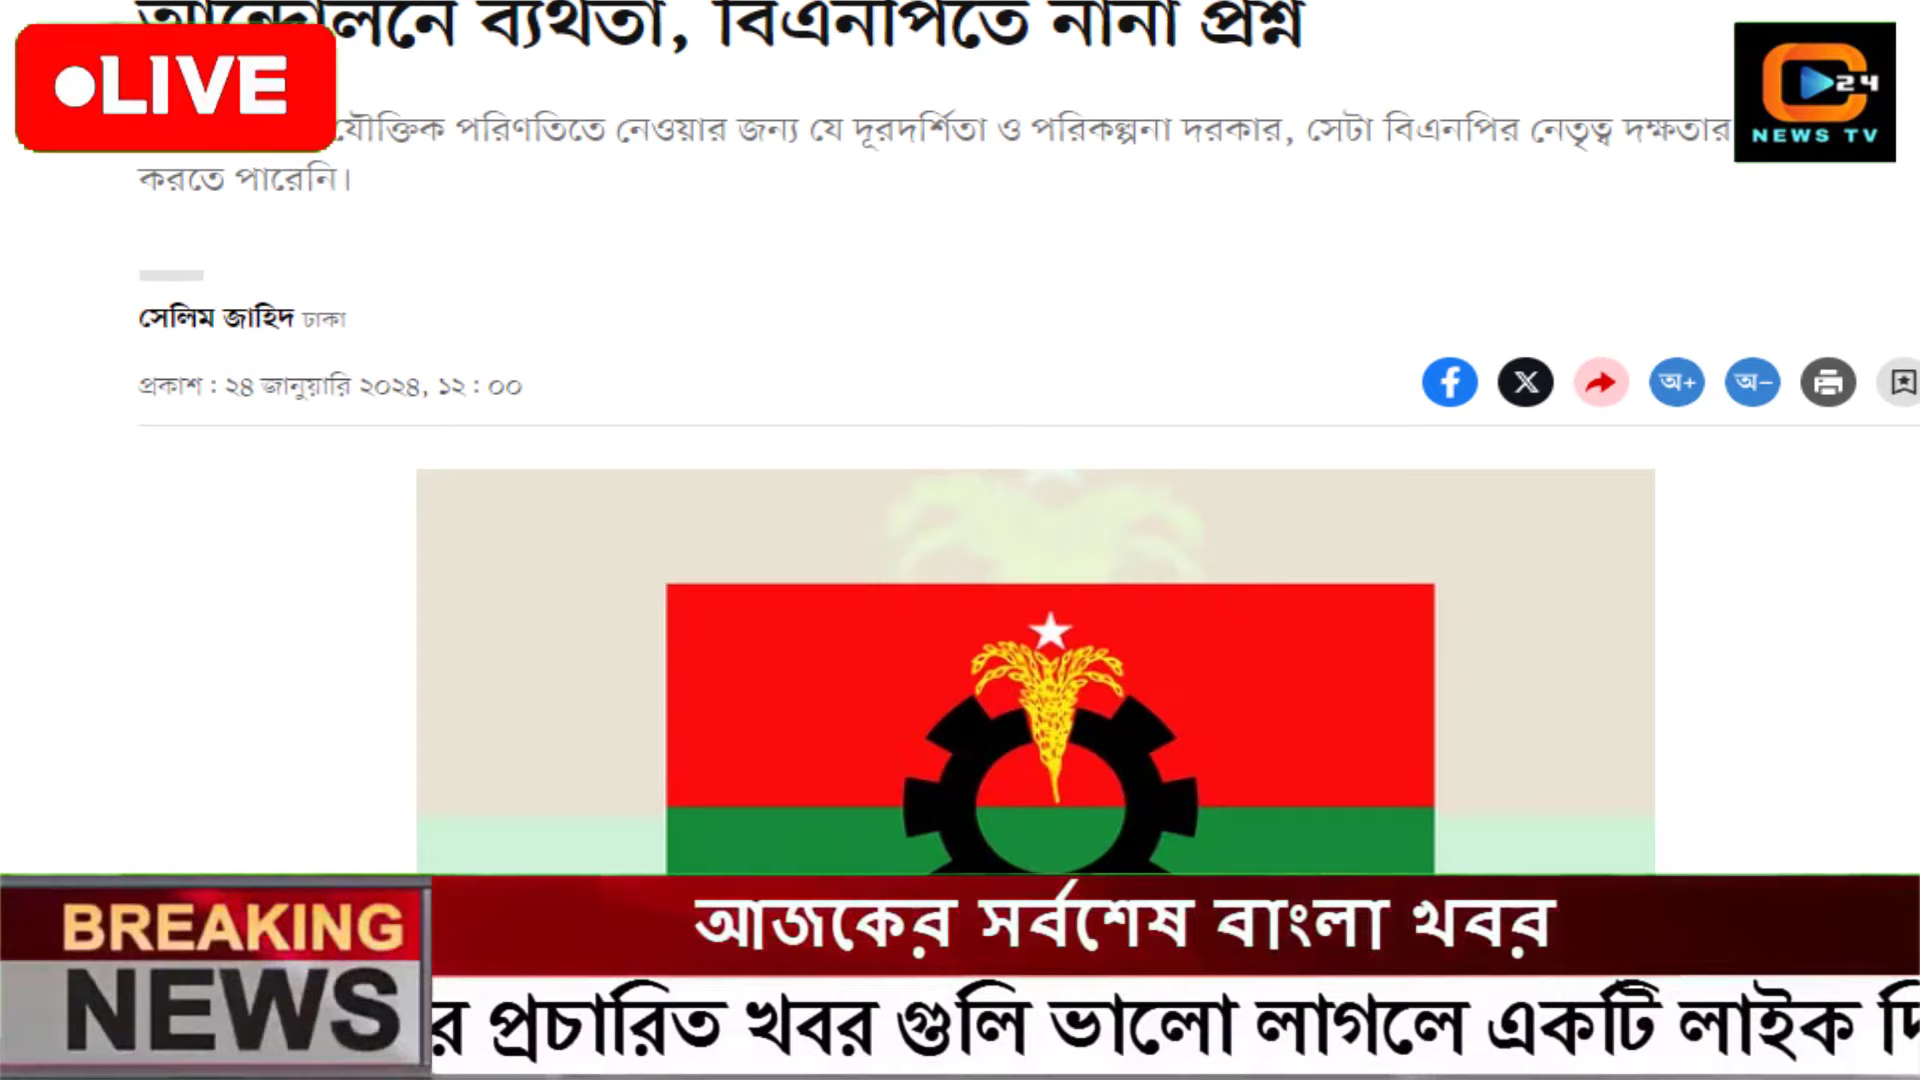 আন্দোলনে ব্যর্থতা, বিএনপিতে নানা প্রশ্ন
LIVE
24
NEWS TV
যৌক্তিক পরিণতিতে নেওয়ার জন্য যে দূরদর্শিতা ও পরিকল্পনা দরকার, সেটা বিএনপির নেতৃত্ব দক্ষতার
করতে পারেনি।
সেলিম জাহিদ ঢাকা
প্রকাশ : ২৪ জানুয়ারি ২০২৪, ১২ : ০০
অ+ অ−
BREAKING
NEWS
আজকের সর্বশেষ বাংলা খবর
র প্রচারিত খবর গুলি ভালো লাগলে একটি লাইক দি